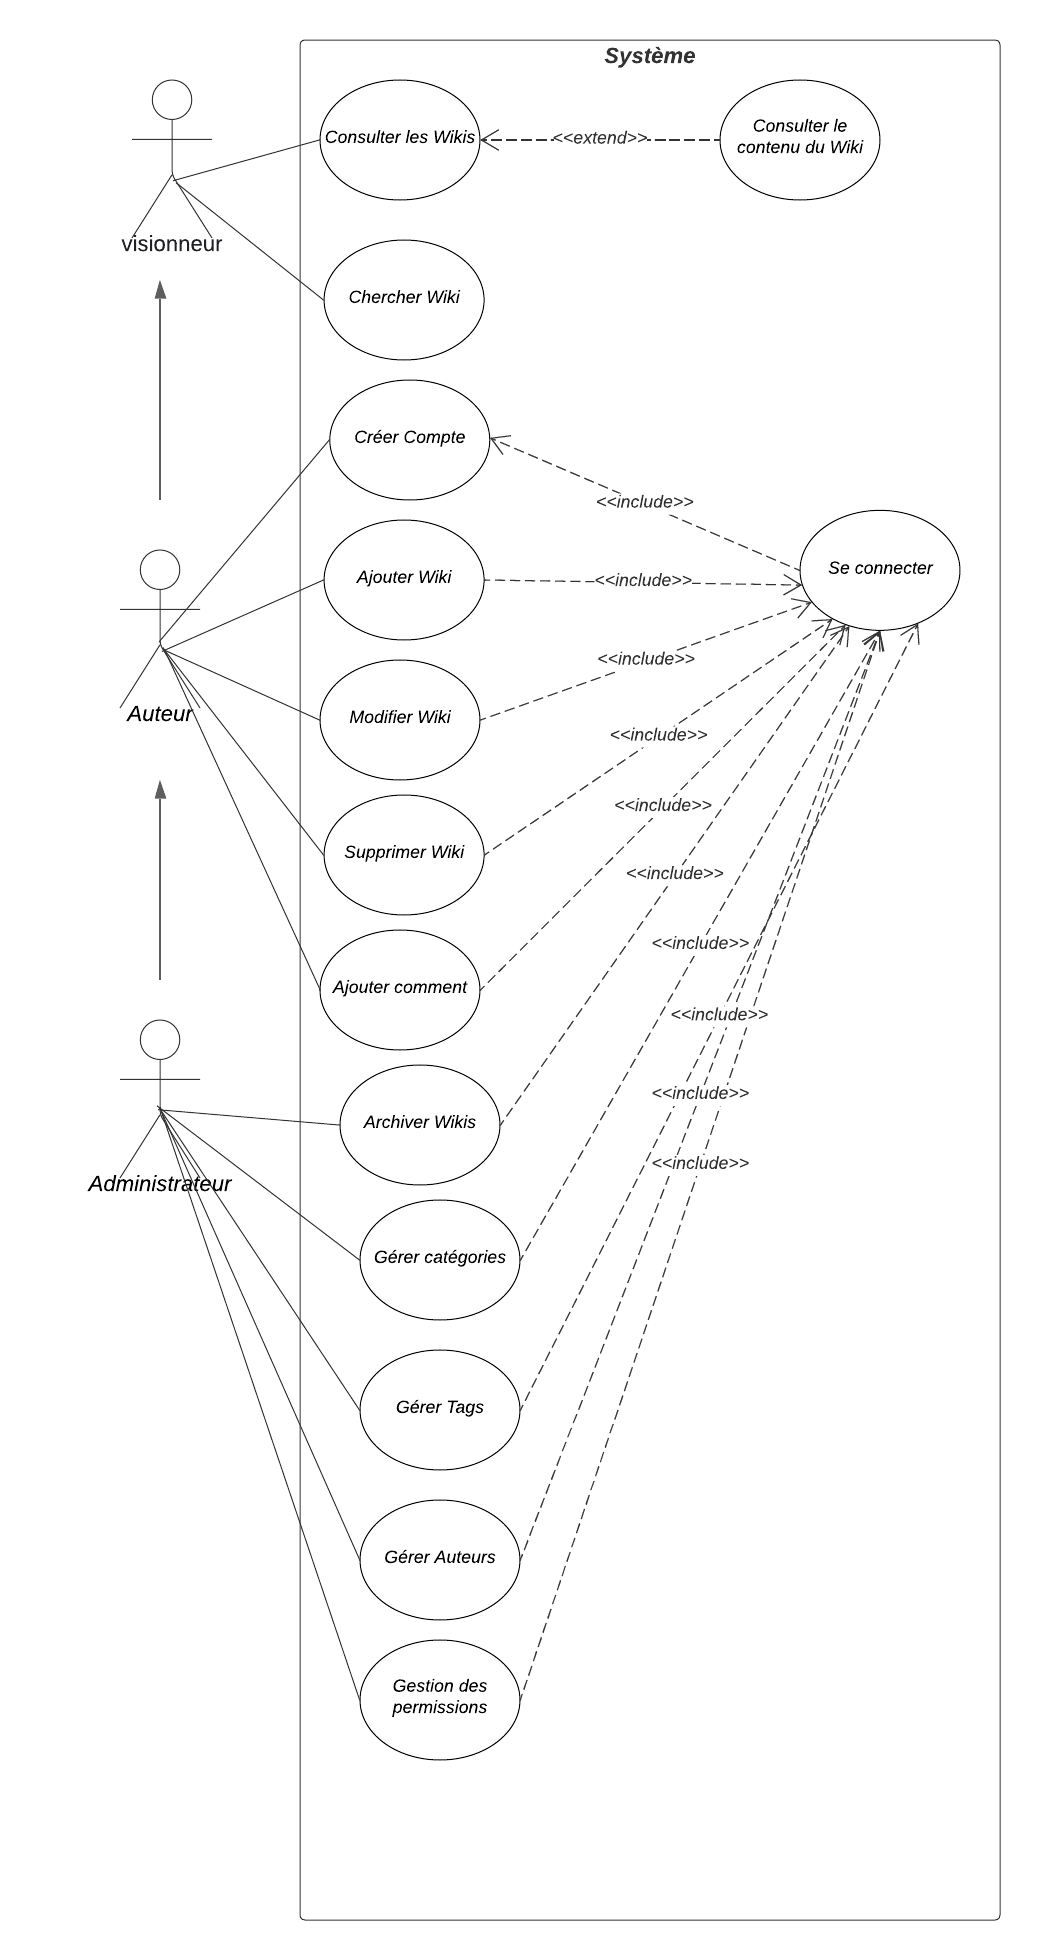 Système
Consulter les Wikis
<<extend>>
Consulter le
contenu du Wiki
visionneur
Chercher Wiki
Créer Compte
<<include>>
Se connecter
Ajouter Wiki
<<include>>
<<include>>
Auteur
Modifier Wiki
<<include>>
<<include>>
Supprimer Wiki
<<include>>
<<include>>
Ajouter comment
<<include>>
<<include>>
Archiver Wikis
<<include>>
Administrateur
Gérer catégories
Gérer Tags
Gérer Auteurs
Gestion des
permissions